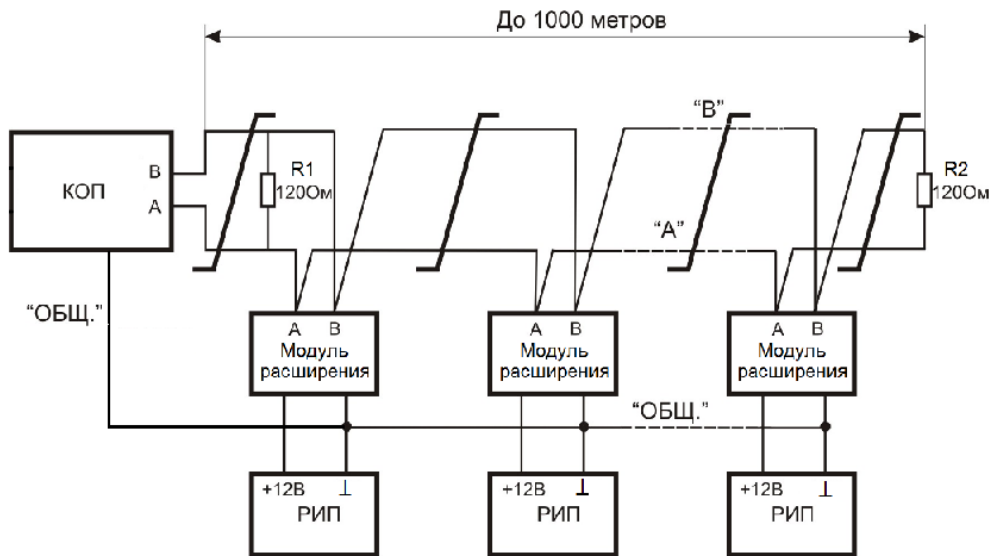 До 1000 метров
“B”
B
КОП
A
R1
120Ом
R2
120Ом
“A”
“ОБЩ.”
A B
Модуль
расширения
A B
Модуль
расширения
A B
Модуль
расширения
“ОБЩ.”
+12В ⊥
РИП
+12В ⊥
РИП
+12В ⊥
РИП